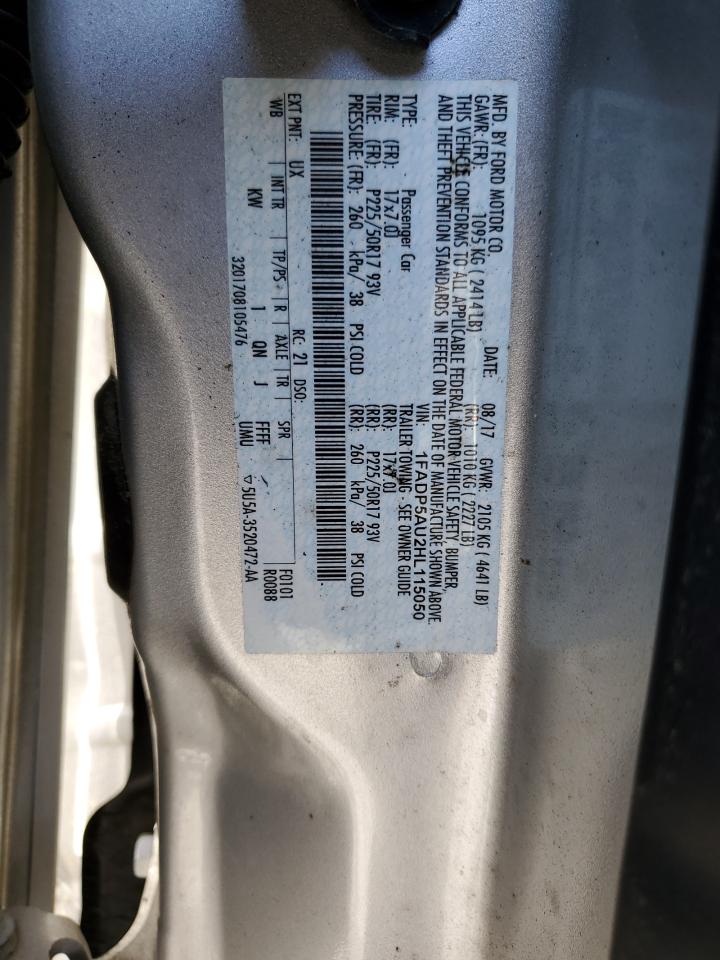 MFD. BY FORD MOTOR CO.
DATE: 08/17 GVWR: 2105 KG ( 4641 LB)
GAWR: (FR): 1095 KG ( 2414 LB) (RR): 1010 KG ( 2227 LB)
THIS VEHICLE CONFORMS TO ALL APPLICABLE FEDERAL MOTOR VEHICLE SAFETY, BUMPER,
AND THEFT PREVENTION STANDARDS IN EFFECT ON THE DATE OF MANUFACTURE SHOWN ABOVE.
VIN: 1FADP5AU2HL115050
TYPE: Passenger Car TRAILER TOWING - SEE OWNER GUIDE
RIM: (FR): 17x7.0J (RR): 17x7.0J
TIRE: (FR): P225/50R17 93V (RR): P225/50R17 93V
PRESSURE (FR): 260 kPa/ 38 PSI COLD (RR): 260 kPa/ 38 PSI COLD
EXT PNT: UX RC: 21 DSO: F0101
WB INT TR TP/PS R AXLE TR SPR R0088
KW 1 QN J FFFF
3201708105476 UMU ▽ 5U5A-3520472-AA